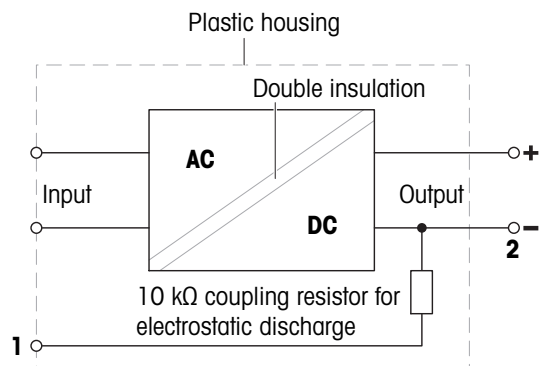 Plastic housing
Double insulation
AC
+
Input
Output
DC
−
2
10 kΩ coupling resistor for
electrostatic discharge
1